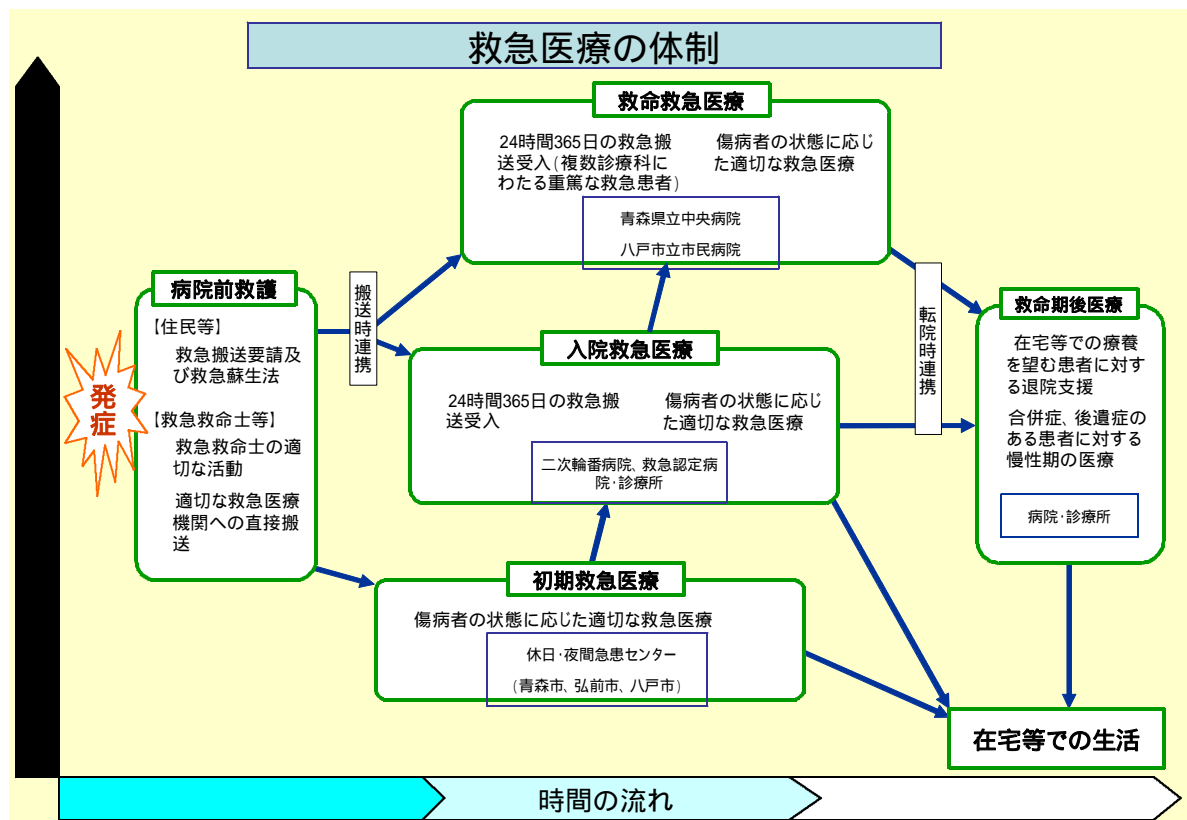 救急医療の体制
救命救急医療
24時間365日の救急搬
送受入(複数診療科に
わたる重篤な救急患者)
傷病者の状態に応じ
た適切な救急医療
青森県立中央病院
八戸市立市民病院
病院前救護
【住民等】
救急搬送要請及
び救急蘇生法
【救急救命士等】
救急救命士の適
切な活動
適切な救急医療
機関への直接搬
送
発症
搬送時連携
入院救急医療
24時間365日の救急搬
送受入
傷病者の状態に応じ
た適切な救急医療
二次輪番病院、救急認定病
院・診療所
初期救急医療
傷病者の状態に応じた適切な救急医療
休日・夜間急患センター
(青森市、弘前市、八戸市)
転院時連携
救命期後医療
在宅等での療養
を望む患者に対す
る退院支援
合併症、後遺症の
ある患者に対する
慢性期の医療
病院・診療所
在宅等での生活
時間の流れ